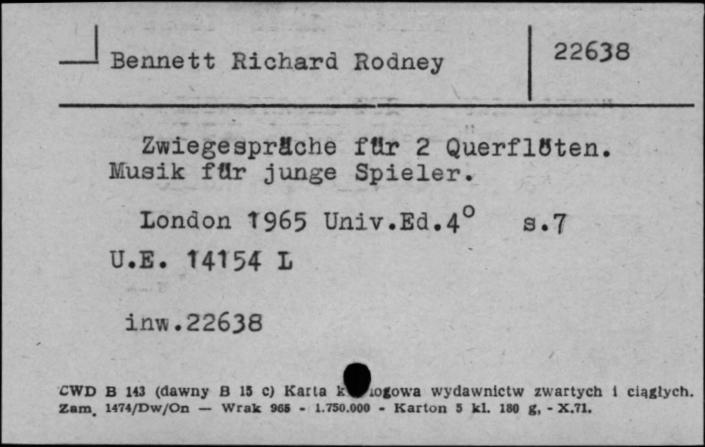 Bennett Richard Rodney
22638
Zwiegespräche für 2 Querflöten.
Musik für junge Spieler.
London 1965 Univ.Ed.4° s.7
U.E. 14154 L
inw.22638
CWD B 143 (dawny B 15 c) Karta wydawnictw zwartych i ciągłych.
Zam. 1474/Dw/On — Wrak 965 - 1.750.000 - Karton 5 kl. 180 g, - X.71.